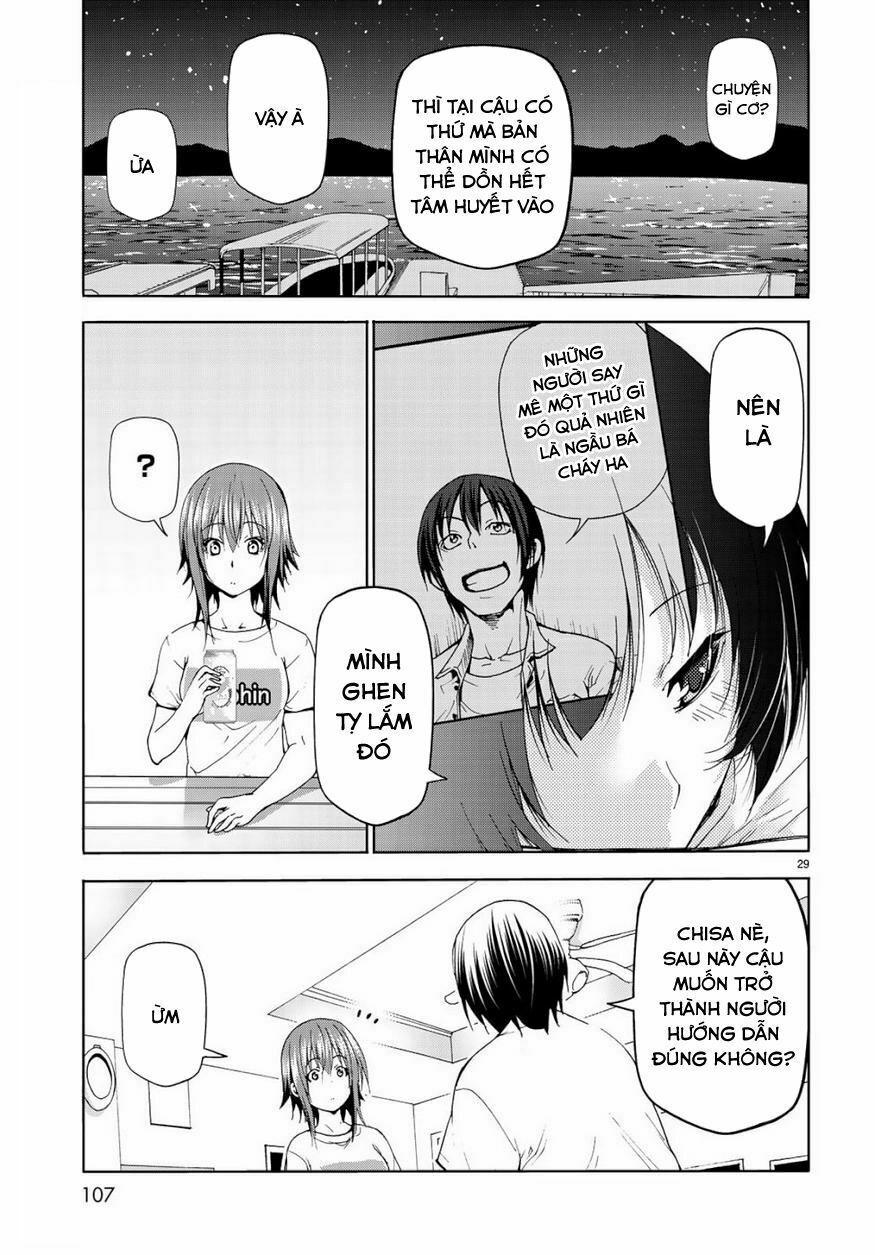 CHUYỆN
GÌ CƠ?
THÌ TẠI CẬU CÓ
THỨ MÀ BẢN
THÂN MÌNH CÓ
THỂ DỒN HẾT
TÂM HUYẾT VÀO
VẬY À
ỪA
NÊN
LÀ
NHỮNG
NGƯỜI SAY
MÊ MỘT THỨ GÌ
ĐÓ QUẢ NHIÊN
LÀ NGẦU BÁ
CHÁY HA
MÌNH
GHEN
TỴ LẮM
ĐÓ
?
hin
29
CHISA NÈ,
SAU NÀY CẬU
MUỐN TRỞ
THÀNH NGƯỜI
HƯỚNG DẪN
ĐÚNG KHÔNG?
ỪM
107